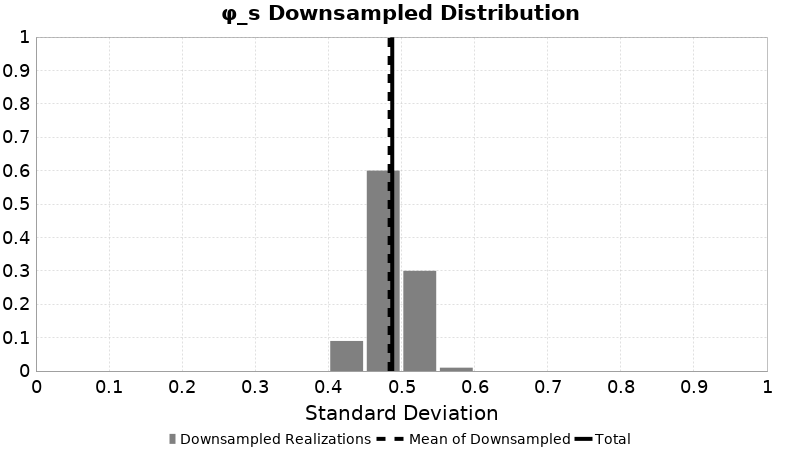 φ_s Downsampled Distribution
1
0.9
0.8
0.7
0.6
0.5
0.4
0.3
0.2
0.1
0
0 0.1 0.2 0.3 0.4 0.5 0.6 0.7 0.8 0.9 1
Standard Deviation
Downsampled Realizations Mean of Downsampled Total